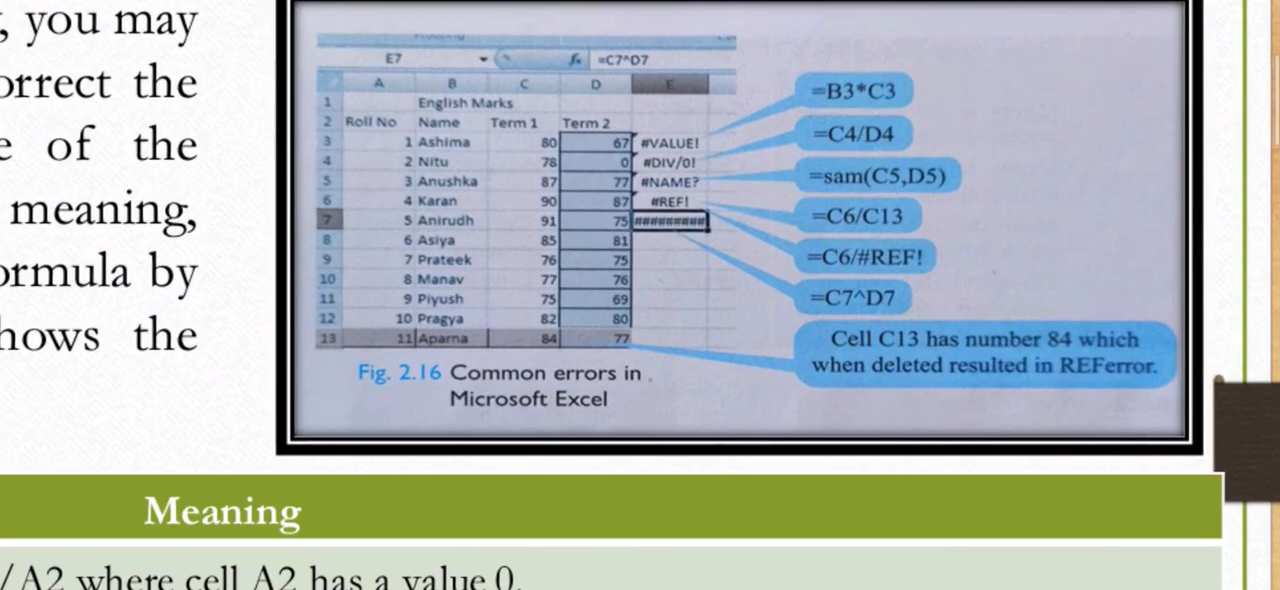 , you may
orrect the
e of the
meaning,
ormula by
hows the
E7 fx =C7^D7
A B C D E
1 English Marks
2 Roll No Name Term 1 Term 2
3 1 Ashima 80 67 #VALUE!
4 2 Nitu 78 0 #DIV/0!
5 3 Anushka 87 77 #NAME?
6 4 Karan 90 87 #REF!
7 5 Anirudh 91 75 #########
8 6 Asiya 85 81
9 7 Prateek 76 75
10 8 Manav 77 76
11 9 Piyush 75 69
12 10 Pragya 82 80
13 11 Aparna 84 77
=B3*C3
=C4/D4
=sam(C5,D5)
=C6/C13
=C6/#REF!
=C7^D7
Cell C13 has number 84 which
when deleted resulted in REFerror.
Fig. 2.16 Common errors in
Microsoft Excel
Meaning
/A2 where cell A2 has a value 0.